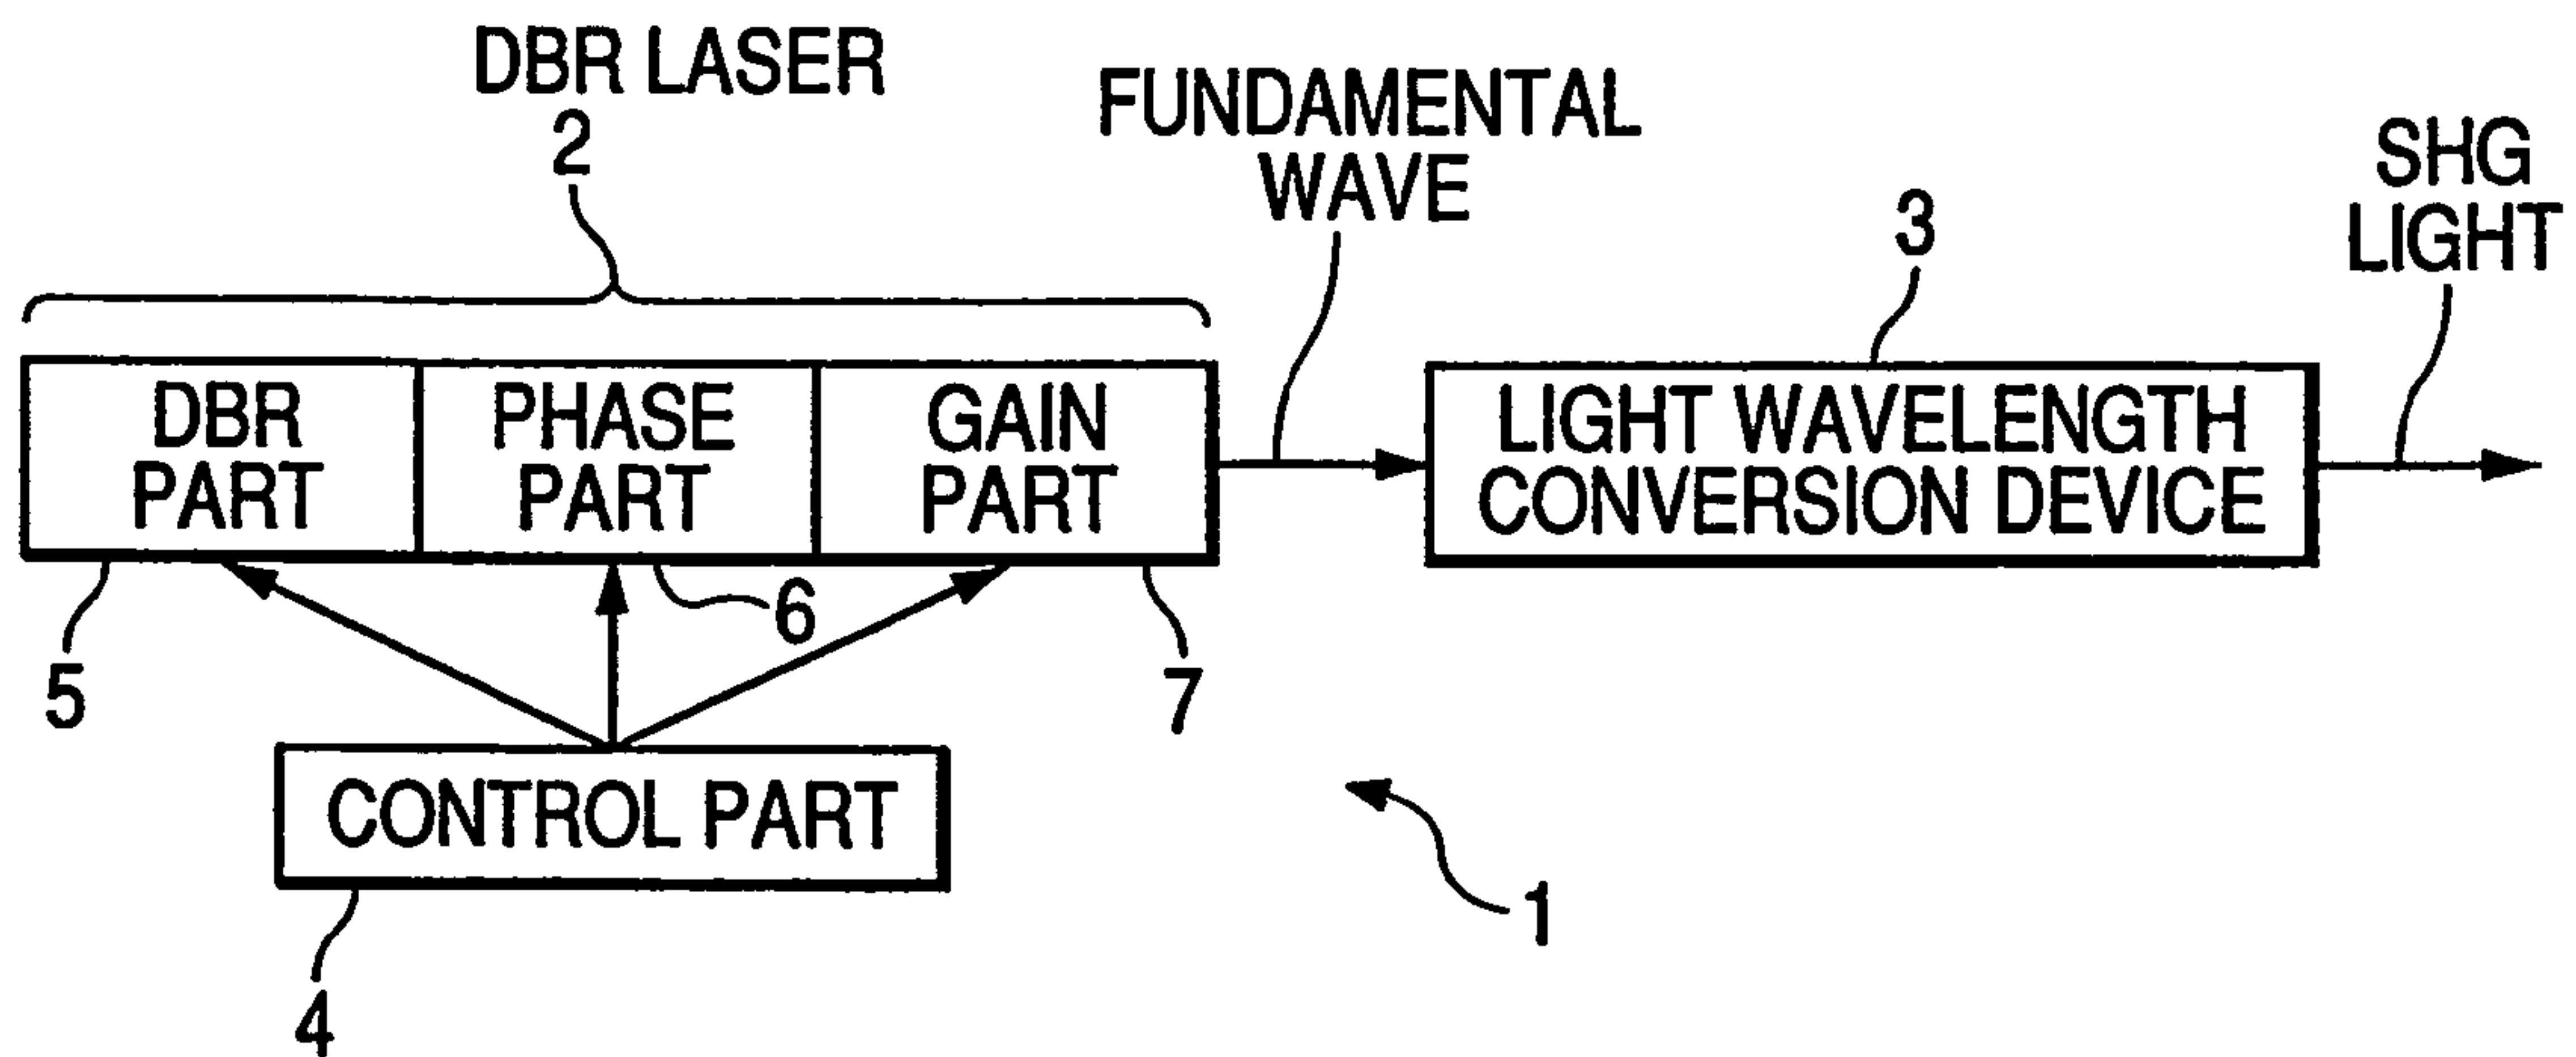 DBR LASER
2
FUNDAMENTAL
WAVE
SHG
LIGHT
3
DBR
PART
PHASE
PART
GAIN
PART
LIGHT WAVELENGTH
CONVERSION DEVICE
5
6
7
CONTROL PART
4
1